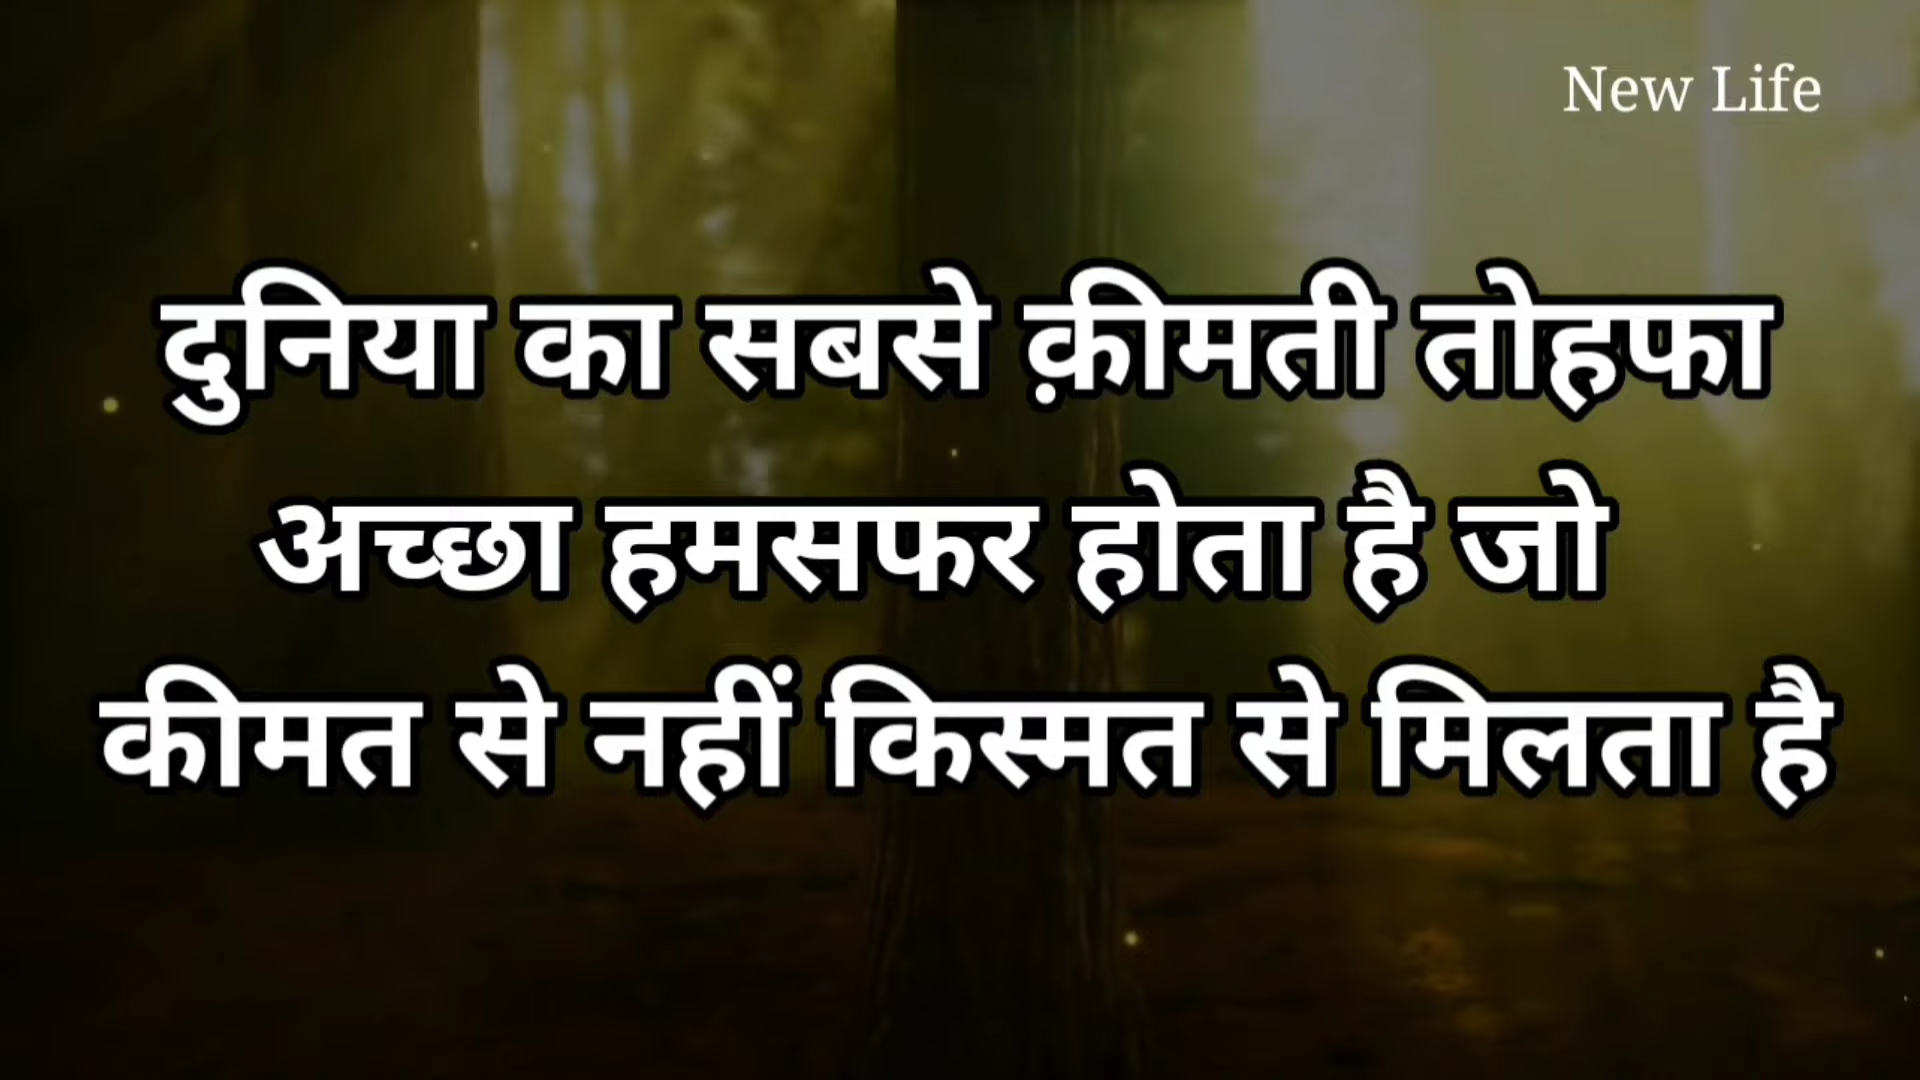 New Life
दुनिया का सबसे क़ीमती तोहफा
अच्छा हमसफर होता है जो
कीमत से नहीं किस्मत से मिलता है